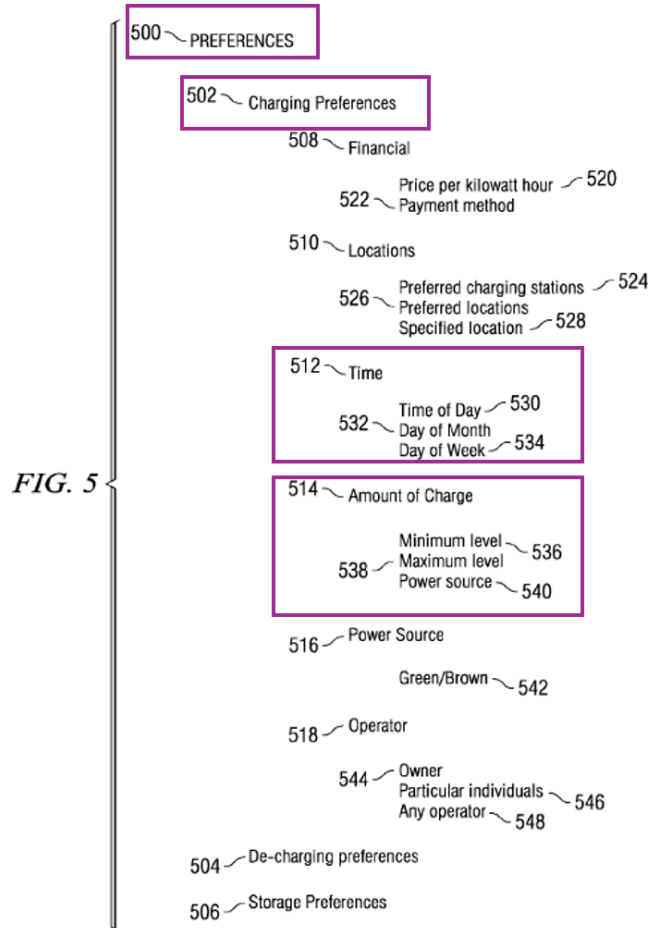 500 PREFERENCES
502 Charging Preferences
508 Financial
Price per kilowatt hour 520
522 Payment method
510 Locations
Preferred charging stations 524
526 Preferred locations
Specified location 528
512 Time
Time of Day 530
532 Day of Month
Day of Week 534
FIG. 5
514 Amount of Charge
Minimum level 536
538 Maximum level
Power source 540
516 Power Source
Green/Brown 542
518 Operator
544 Owner
Particular individuals 546
Any operator 548
504 De-charging preferences
506 Storage Preferences